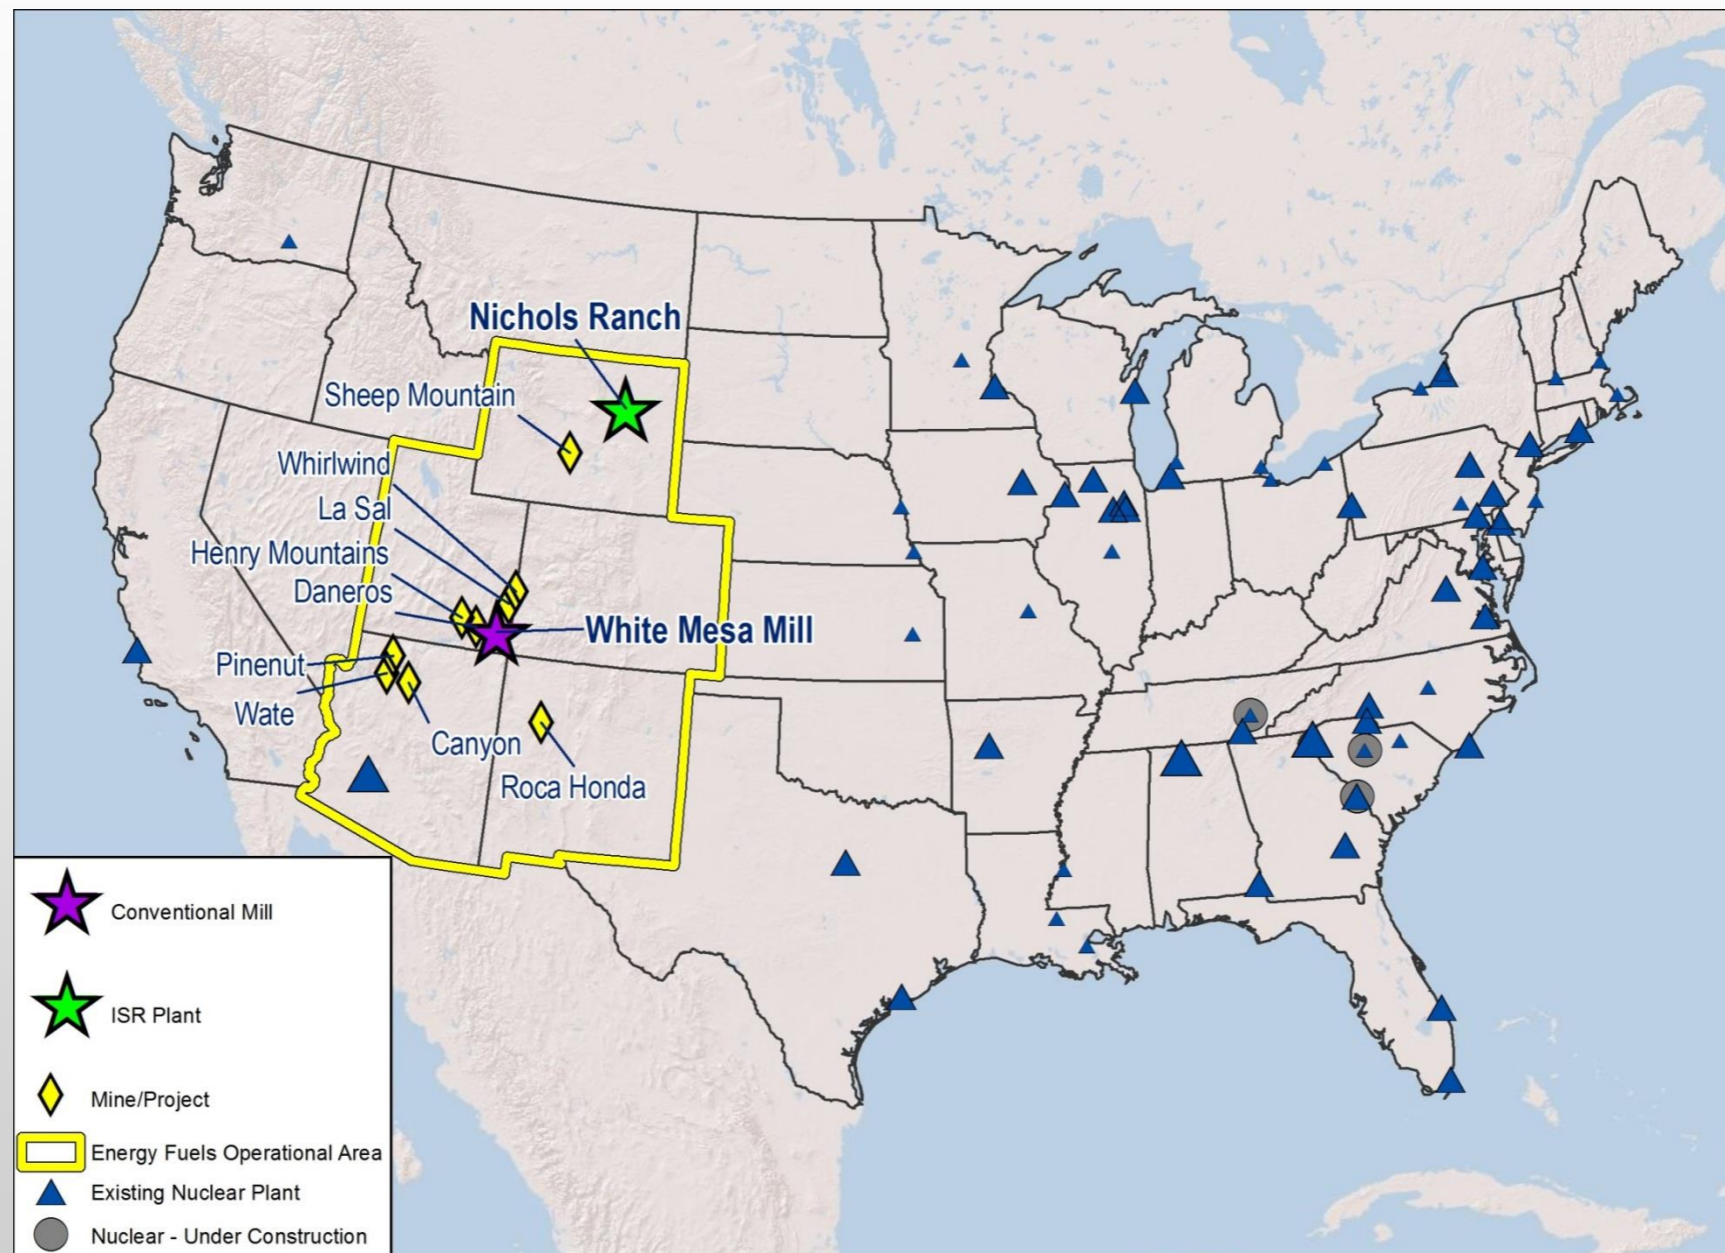 Nichols Ranch
Sheep Mountain
Whirlwind
La Sal
Henry Mountains
Daneros
White Mesa Mill
Pinenut
Wate
Canyon
Roca Honda
Conventional Mill
ISR Plant
Mine/Project
Energy Fuels Operational Area
Existing Nuclear Plant
Nuclear - Under Construction